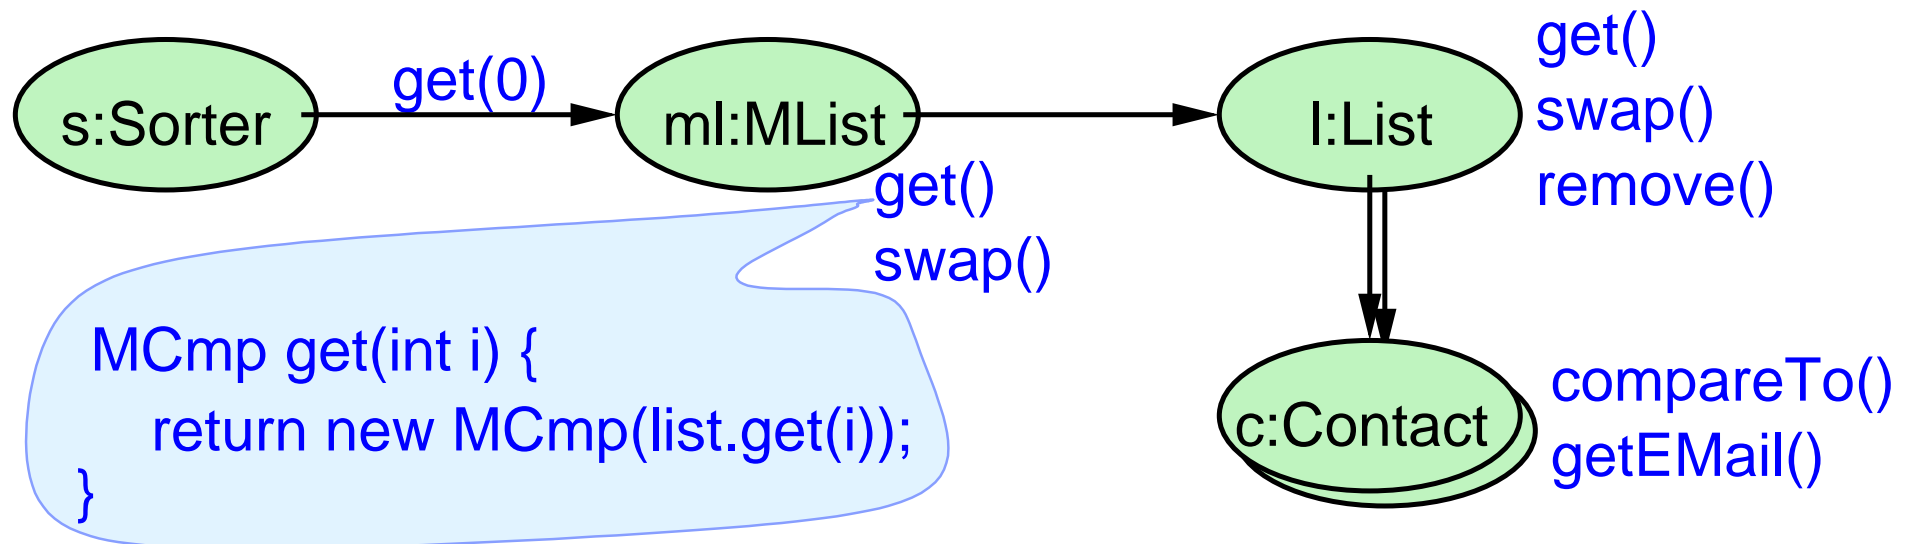 s:Sorter
get(0)
ml:MList
get()
swap()
l:List
get()
swap()
remove()
MCmp get(int i) {
return new MCmp(list.get(i));
}
c:Contact
compareTo()
getEMail()